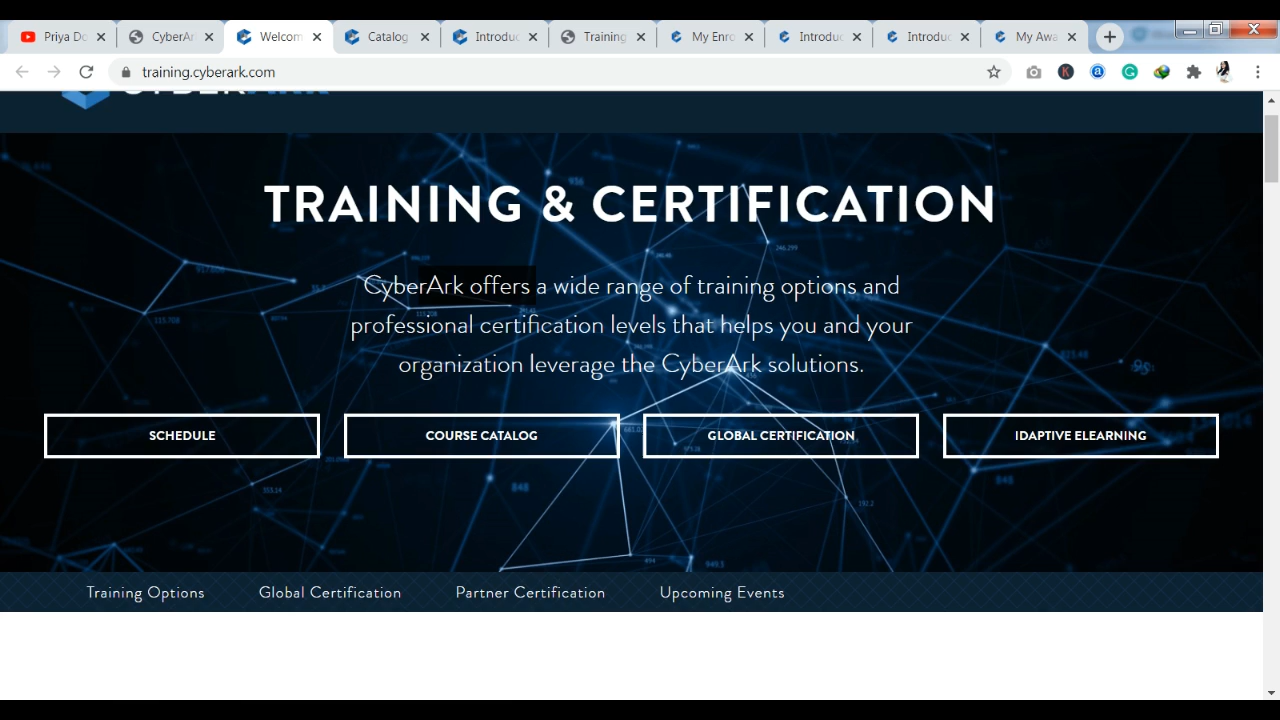 Priya Do
CyberAr
Welcom
Catalog
Introduc
Training
My Enro
Introduc
Introduc
My Awa
training.cyberark.com
TRAINING & CERTIFICATION
CyberArk offers a wide range of training options and
professional certification levels that helps you and your
organization leverage the CyberArk solutions.
SCHEDULE
COURSE CATALOG
GLOBAL CERTIFICATION
IDAPTIVE ELEARNING
Training Options
Global Certification
Partner Certification
Upcoming Events